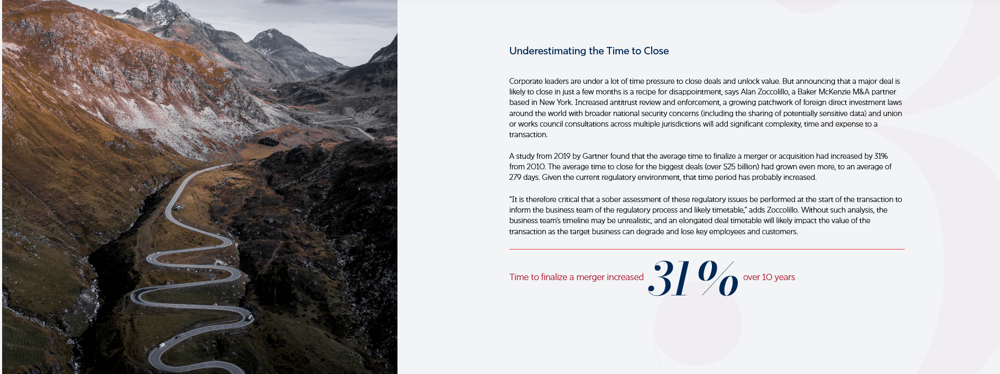 Underestimating the Time to Close
Corporate leaders are under a lot of time pressure to close deals and unlock value. But announcing that a major deal is
likely to close in just a few months is a recipe for disappointment, says Alan Zoccolillo, a Baker McKenzie M&A partner
based in New York. Increased antitrust review and enforcement, a growing patchwork of foreign direct investment laws
around the world with broader national security concerns (including the sharing of potentially sensitive data) and union
or works council consultations across multiple jurisdictions will add significant complexity, time and expense to a
transaction.
A study from 2019 by Gartner found that the average time to finalize a merger or acquisition had increased by 31%
from 2010. The average time to close for the biggest deals (over $25 billion) had grown even more, to an average of
279 days. Given the current regulatory environment, that time period has probably increased.
“It is therefore critical that a sober assessment of these regulatory issues be performed at the start of the transaction to
inform the business team of the regulatory process and likely timetable,” adds Zoccolillo. Without such analysis, the
business team’s timeline may be unrealistic, and an elongated deal timetable will likely impact the value of the
transaction as the target business can degrade and lose key employees and customers.
Time to finalize a merger increased 31% over 10 years